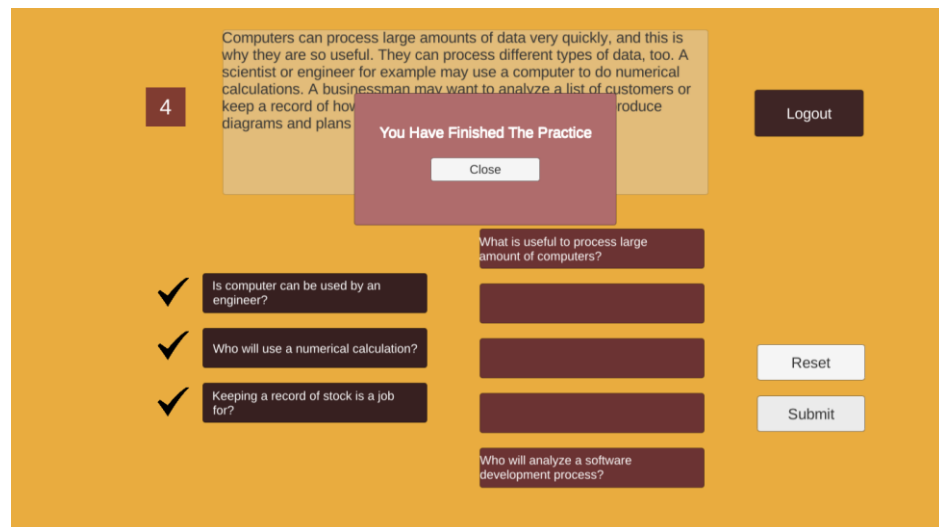 Computers can process large amounts of data very quickly, and this is
why they are so useful. They can process different types of data, too. A
scientist or engineer for example may use a computer to do numerical
calculations. A businessman may want to analyze a list of customers or
keep a record of how
diagrams and plans
4
You Have Finished The Practice
Close
Logout
What is useful to process large
amount of computers?
Is computer can be used by an
engineer?
Who will use a numerical calculation?
Keeping a record of stock is a job
for?
Who will analyze a software
development process?
Reset
Submit